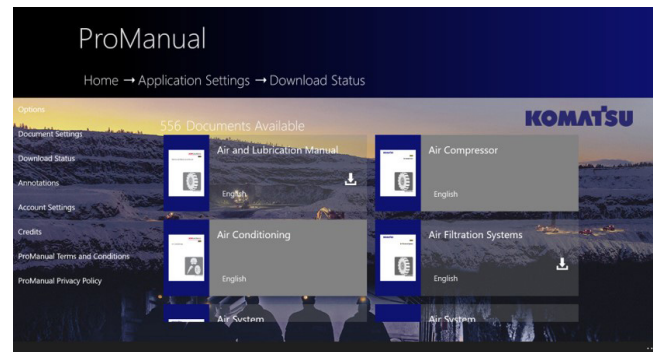 ProManual
Home → Application Settings → Download Status
Options
Document Settings
Download Status
Annotations
Account Settings
Credits
ProManual Terms and Conditions
ProManual Privacy Policy
556 Documents Available
KOMATSU
Air and Lubrication Manual
English
Air Compressor
English
Air Conditioning
English
Air Filtration Systems
English
Air System
Air System